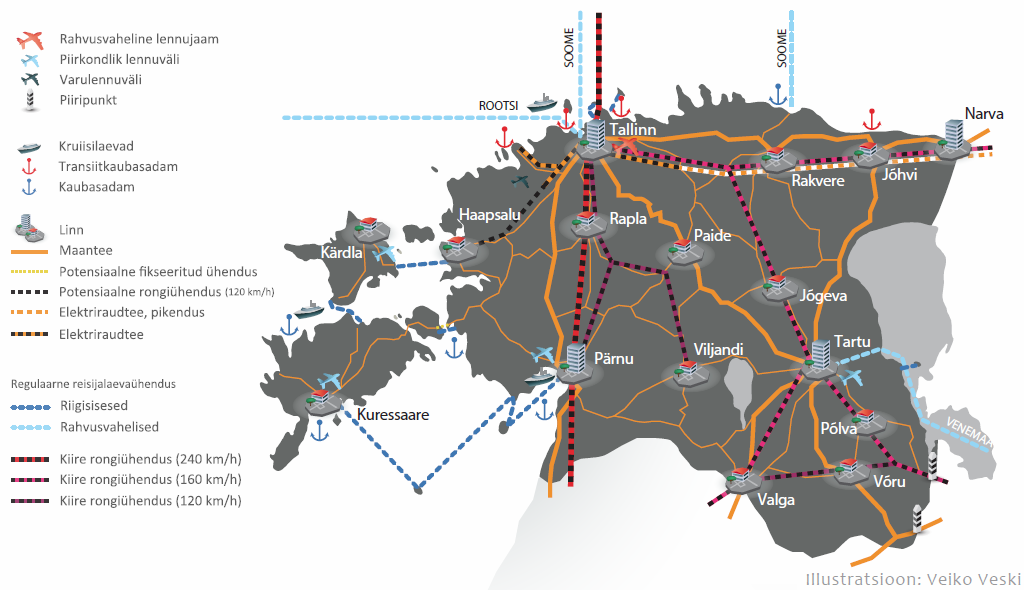 Rahvusvaheline lennujaam
Piirkondlik lennuväli
Varulennuväli
Piiripunkt
Kruiisilaevad
Transiitkaubasadam
Kaubasadam
Linn
Maantee
Potensiaalne fikseeritud ühendus
Potensiaalne rongiühendus (120 km/h)
Elektriraudtee, pikendus
Elektriraudtee
Regulaarne reisijalaevaühendus
Riigisisesed
Rahvusvahelised
Kiire rongiühendus (240 km/h)
Kiire rongiühendus (160 km/h)
Kiire rongiühendus (120 km/h)
SOOME
SOOME
ROOTSI
Tallinn
Narva
Rakvere
Jõhvi
Haapsalu
Rapla
Paide
Kärdla
Jõgeva
Pärnu
Viljandi
Tartu
Kuressaare
Põlva
VENEMAA
Valga
Võru
Illustratsioon: Veiko Veski